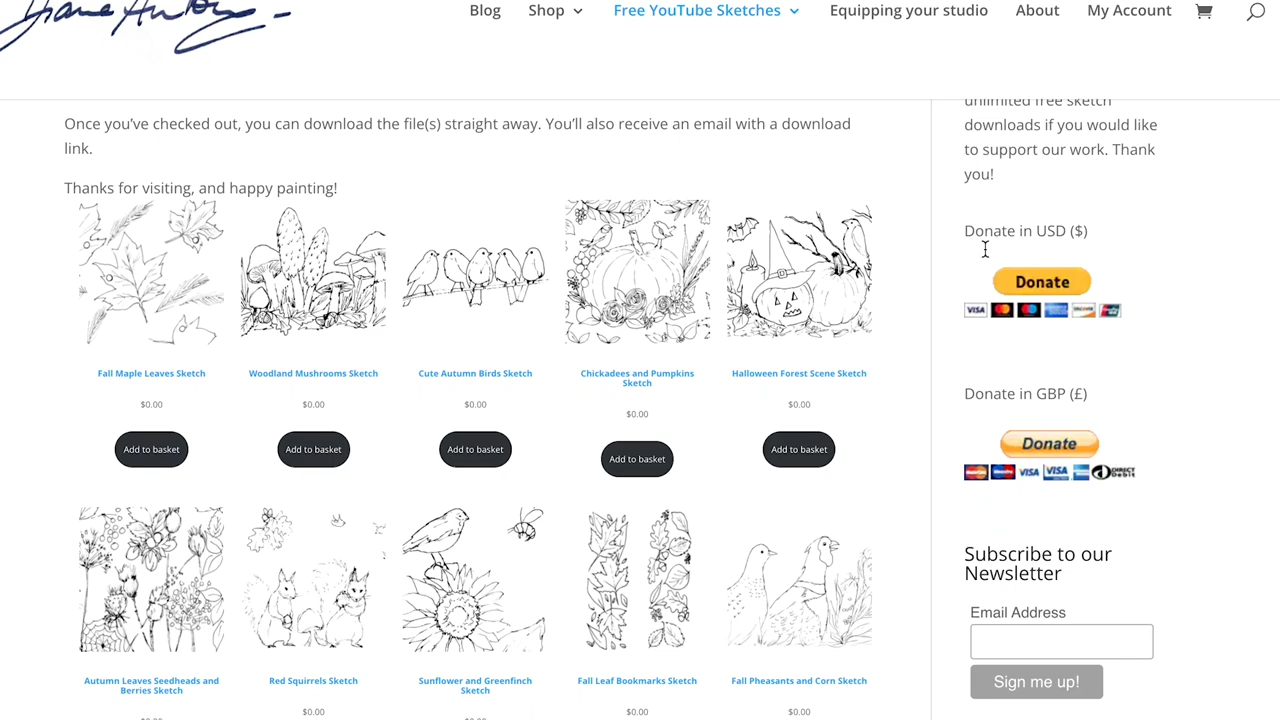 Blog Shop Free YouTube Sketches Equipping your studio About My Account
Once you've checked out, you can download the file(s) straight away. You'll also receive an email with a download
link.
Thanks for visiting, and happy painting!
Fall Maple Leaves Sketch
$0.00
Add to basket
Woodland Mushrooms Sketch
$0.00
Add to basket
Cute Autumn Birds Sketch
$0.00
Add to basket
Chickadees and Pumpkins
Sketch
$0.00
Add to basket
Halloween Forest Scene Sketch
$0.00
Add to basket
Autumn Leaves Seedheads and
Berries Sketch
Red Squirrels Sketch
$0.00
Sunflower and Greenfinch
Sketch
Fall Leaf Bookmarks Sketch
$0.00
Fall Pheasants and Corn Sketch
$0.00
unlimited free sketch
downloads if you would like
to support our work. Thank
you!
Donate in USD ($)
Donate
VISA
Donate in GBP (£)
Donate
VISA VISA DIRECT
Debit
Subscribe to our
Newsletter
Email Address
Sign me up!